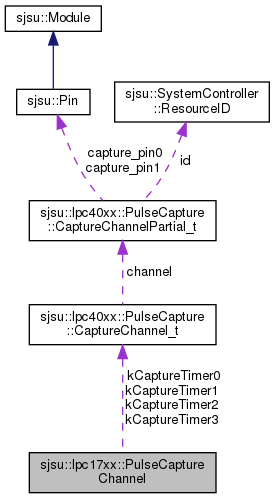 sjsu::Module
sjsu::Pin
sjsu::SystemController
::ResourceID
capture_pin0
capture_pin1
id
sjsu::lpc40xx::PulseCapture
::CaptureChannelPartial_t
channel
sjsu::lpc40xx::PulseCapture
::CaptureChannel_t
kCaptureTimer0
kCaptureTimer1
kCaptureTimer2
kCaptureTimer3
sjsu::lpc17xx::PulseCapture
Channel